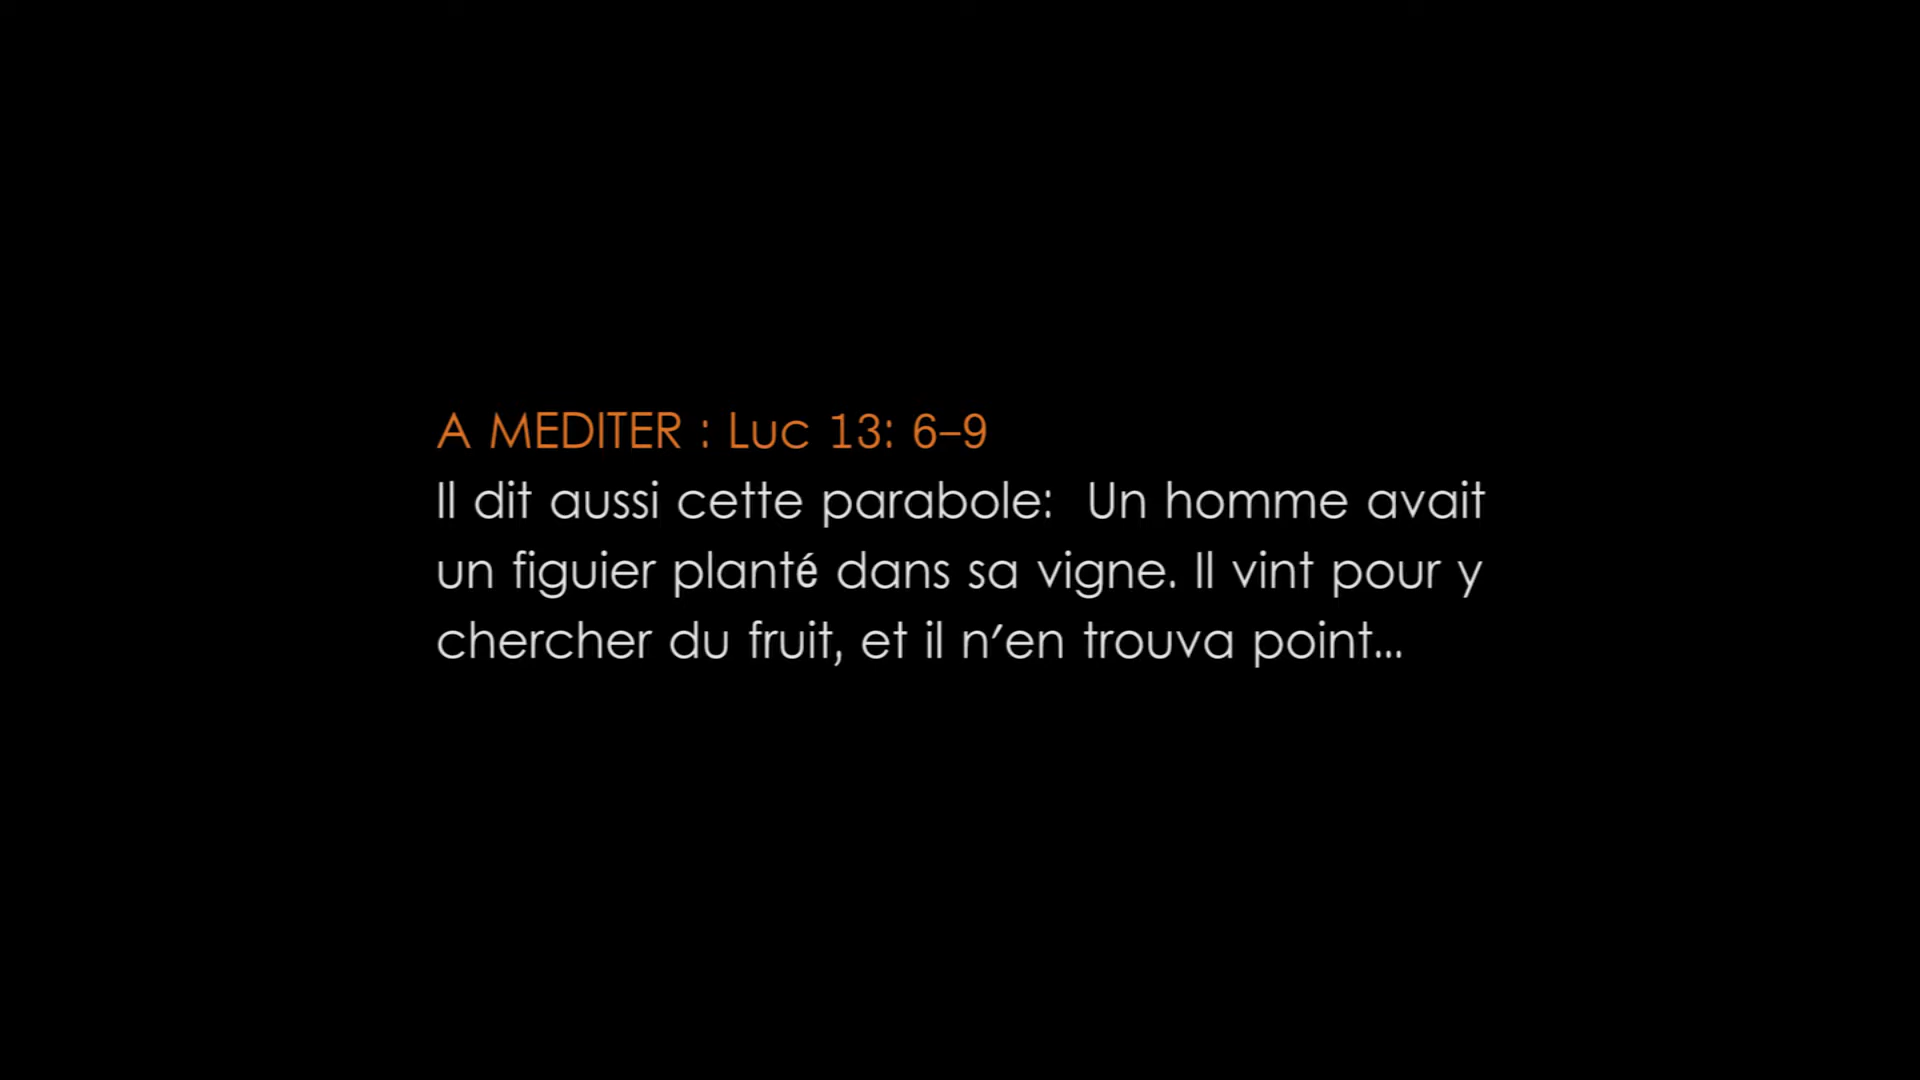 A MEDITER : Luc 13: 6–9
Il dit aussi cette parabole:  Un homme avait
un figuier planté dans sa vigne. Il vint pour y
chercher du fruit, et il n’en trouva point...